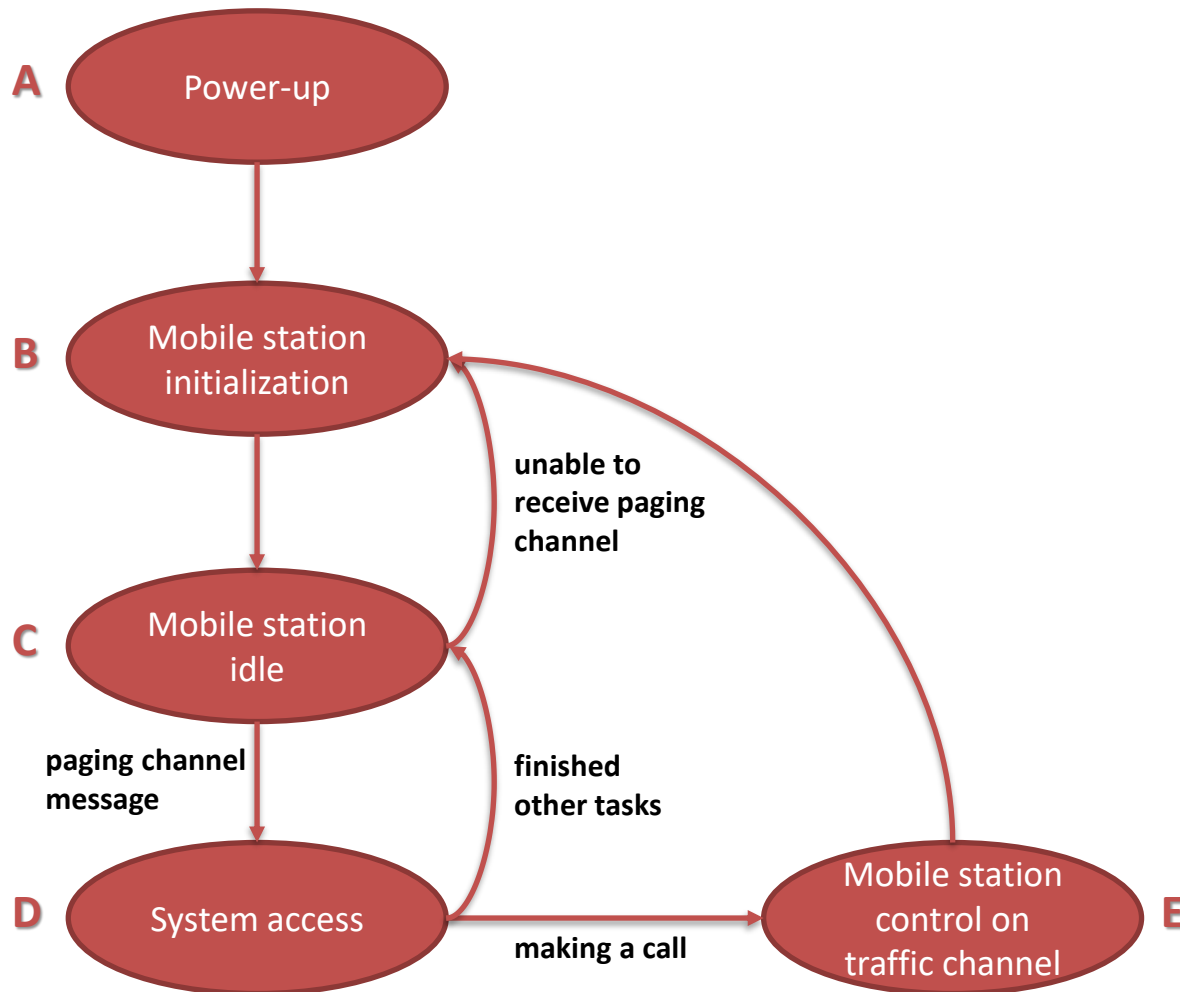 A
Power-up
B
Mobile station
initialization
unable to
receive paging
channel
C
Mobile station
idle
paging channel
message
finished
other tasks
D
System access
making a call
Mobile station
control on
traffic channel
E